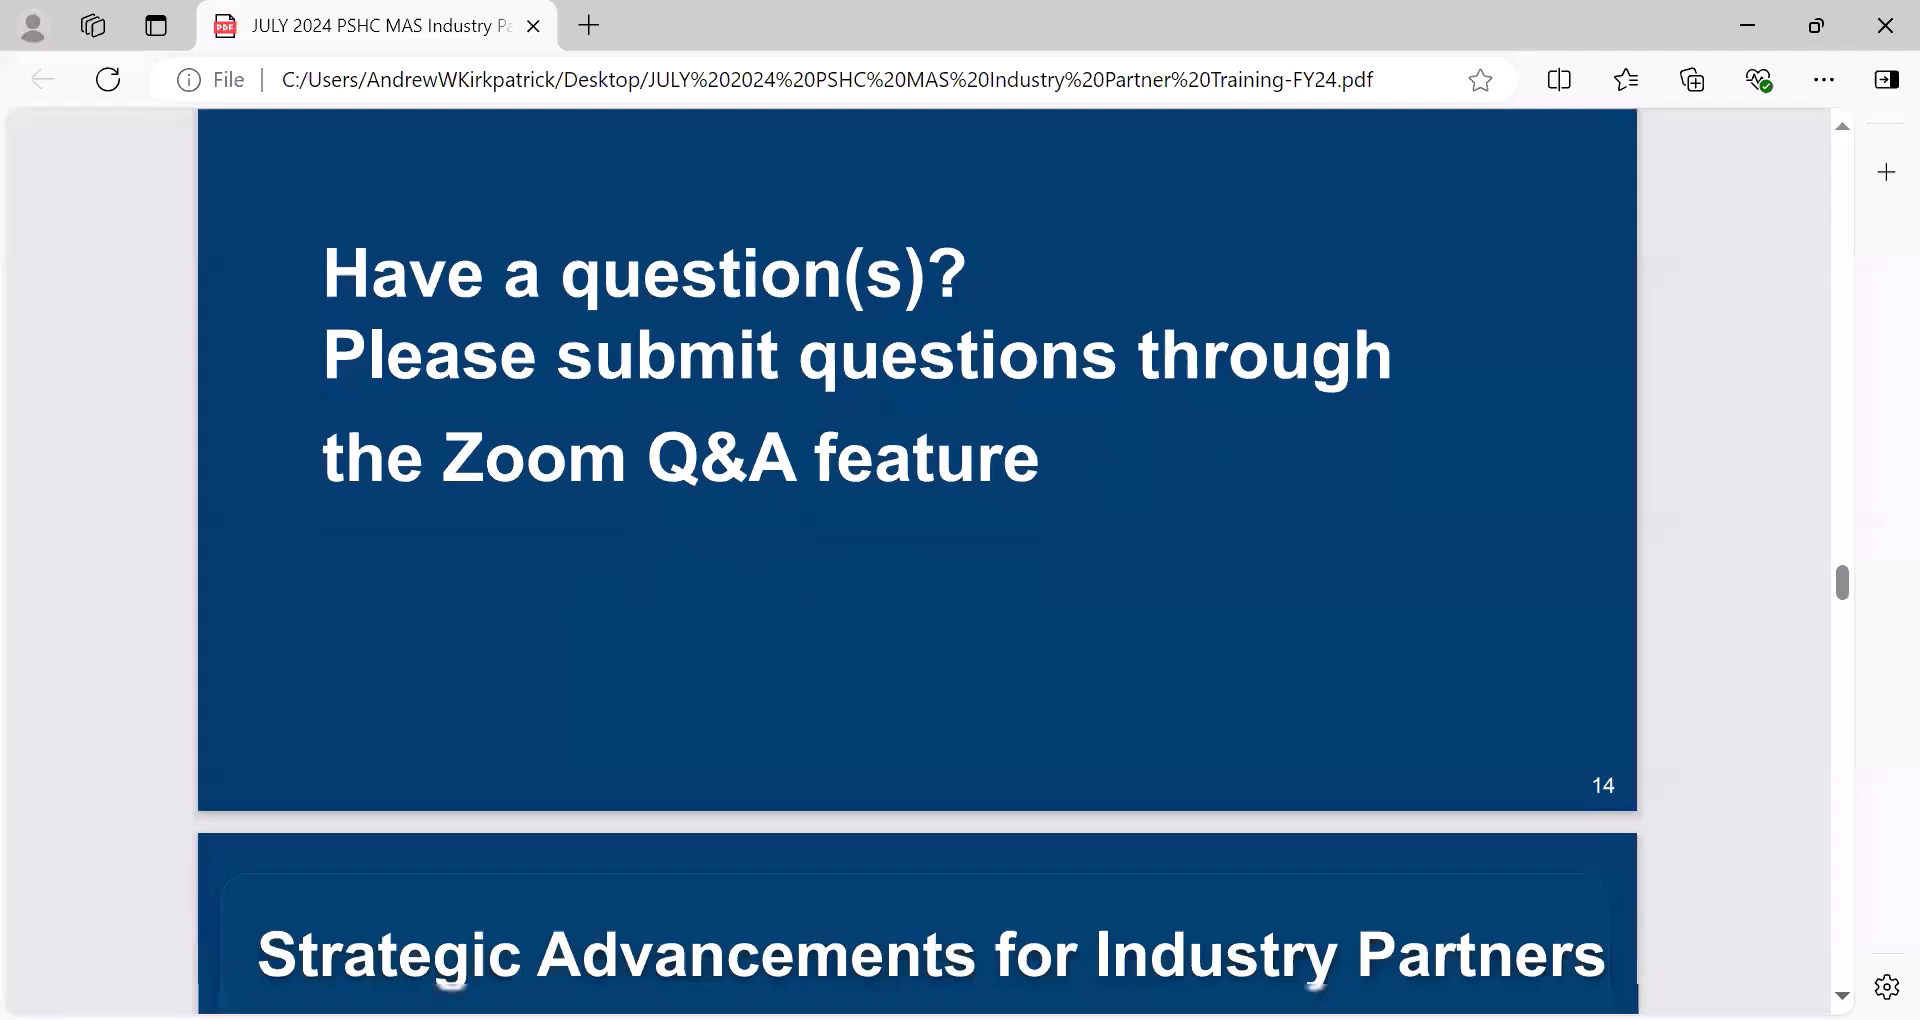 JULY 2024 PSHC MAS Industry Pa
File
C:/Users/AndrewWKirkpatrick/Desktop/JULY%202024%20PSHC%20MAS%20Industry%20Partner%20Training-FY24.pdf
Have a question(s)?
Please submit questions through
the Zoom Q&A feature
14
Strategic Advancements for Industry Partners